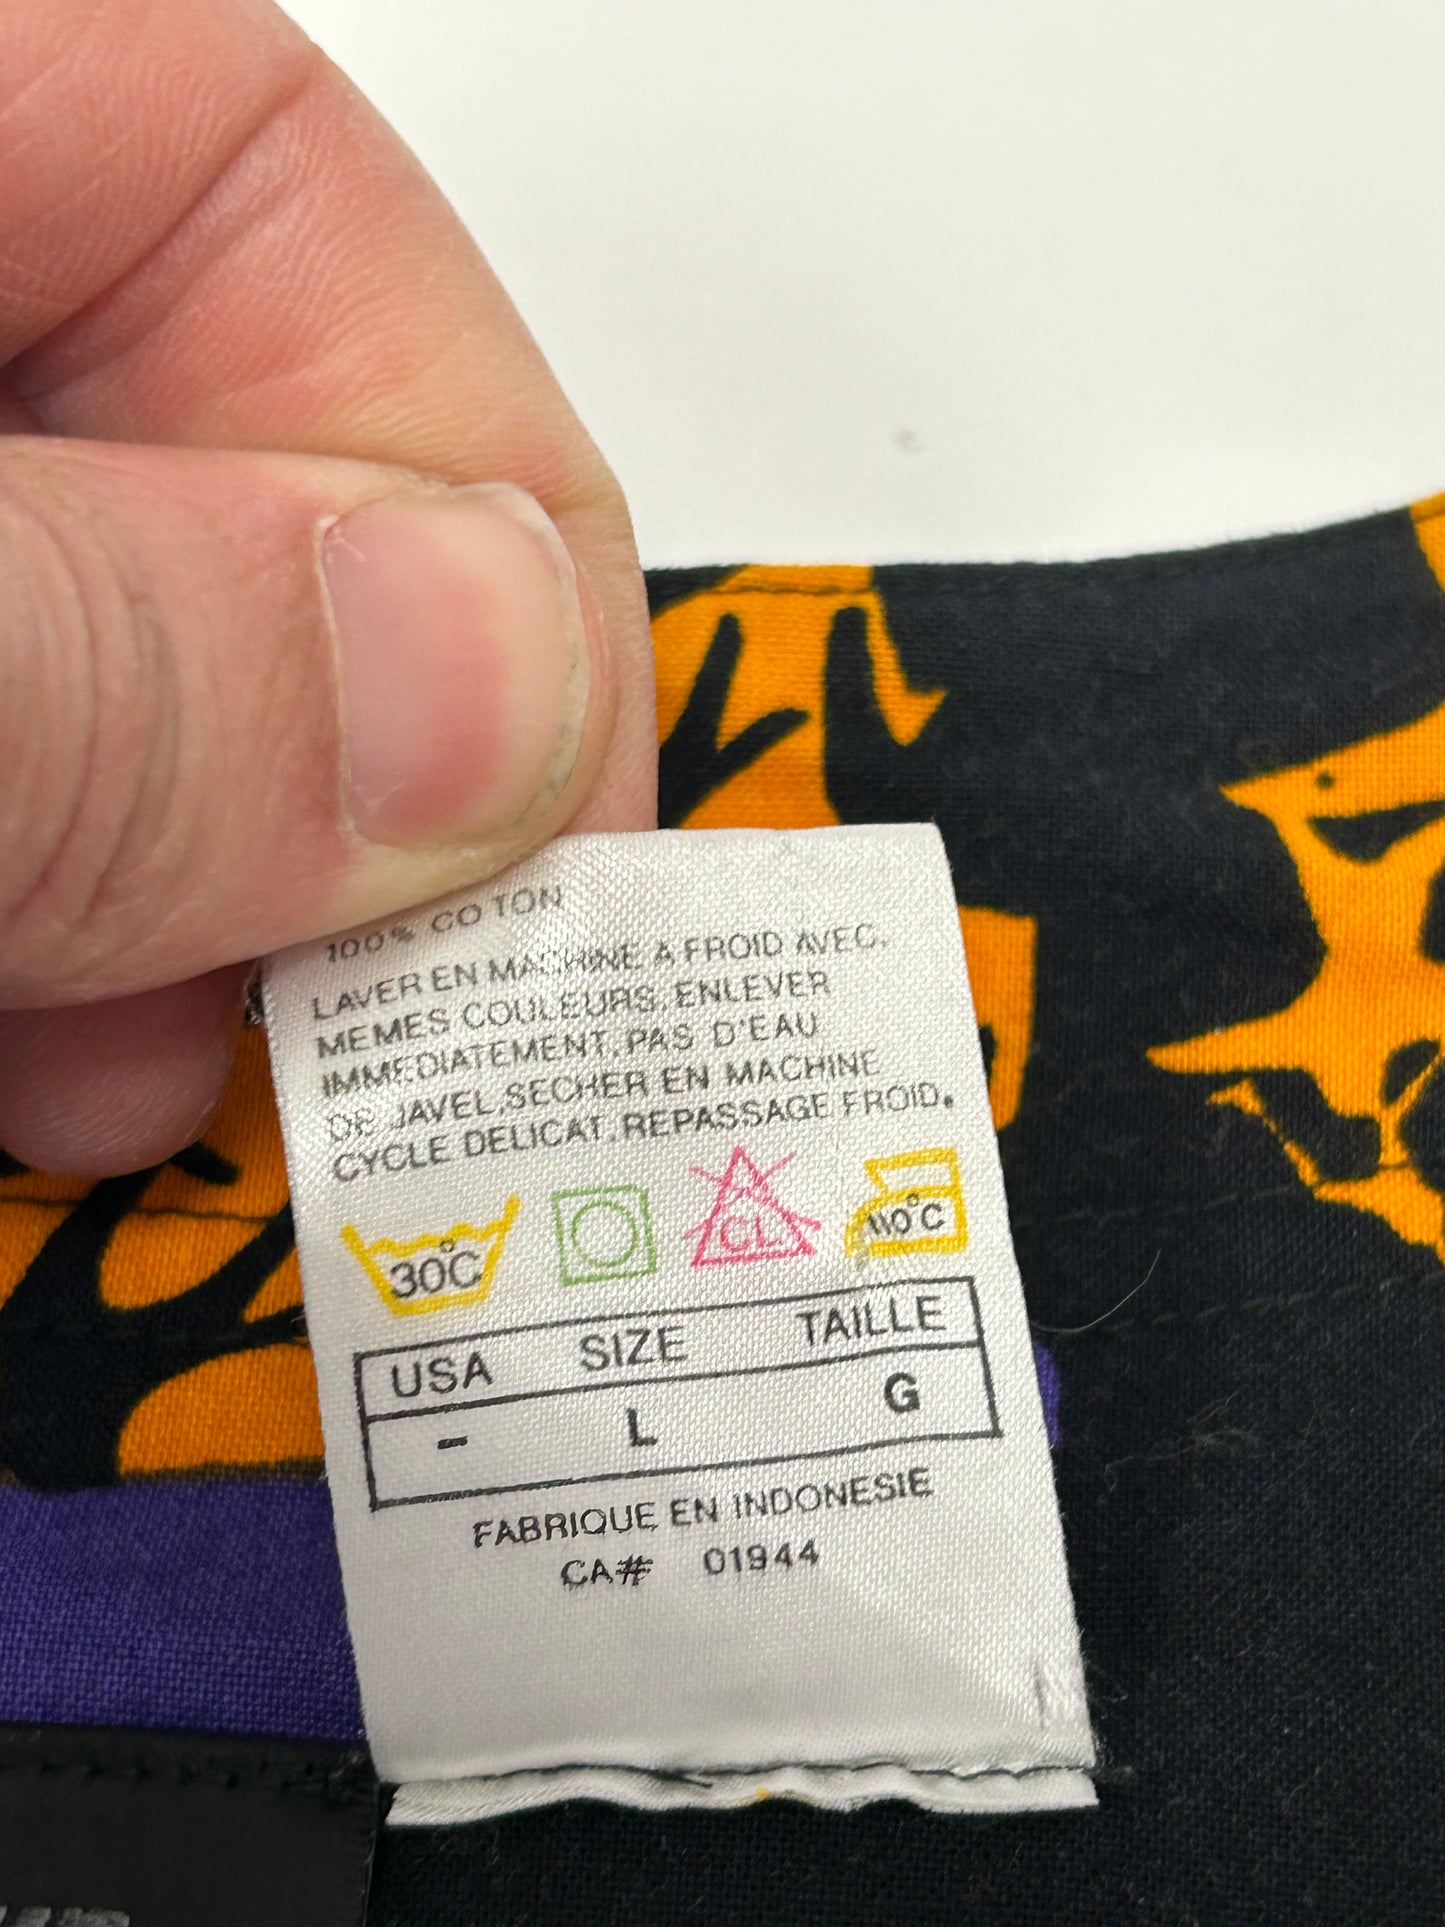 100% COTON
LAVER EN MACHINE A FROID AVEC.
MEMES COULEURS, ENLEVER
IMMEDIATEMENT. PAS D'EAU
DE JAVEL, SECHER EN MACHINE
CYCLE DELICAT. REPASSAGE FROID.
30°C CL 110°C
USA SIZE TAILLE
- L G
FABRIQUE EN INDONESIE
CA# 01944